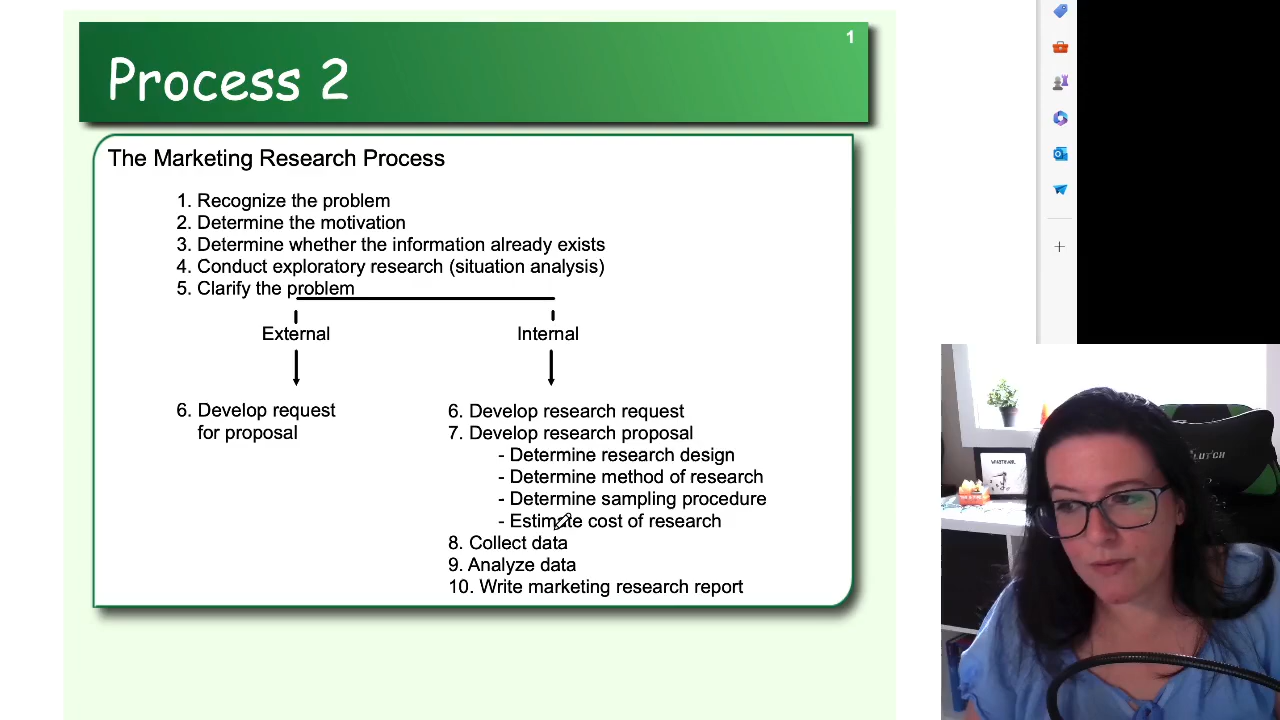 1
Process 2
The Marketing Research Process
1. Recognize the problem
2. Determine the motivation
3. Determine whether the information already exists
4. Conduct exploratory research (situation analysis)
5. Clarify the problem
External
Internal
6. Develop request
for proposal
6. Develop research request
7. Develop research proposal
- Determine research design
- Determine method of research
- Determine sampling procedure
- Estimate cost of research
8. Collect data
9. Analyze data
10. Write marketing research report
WHATEVER.